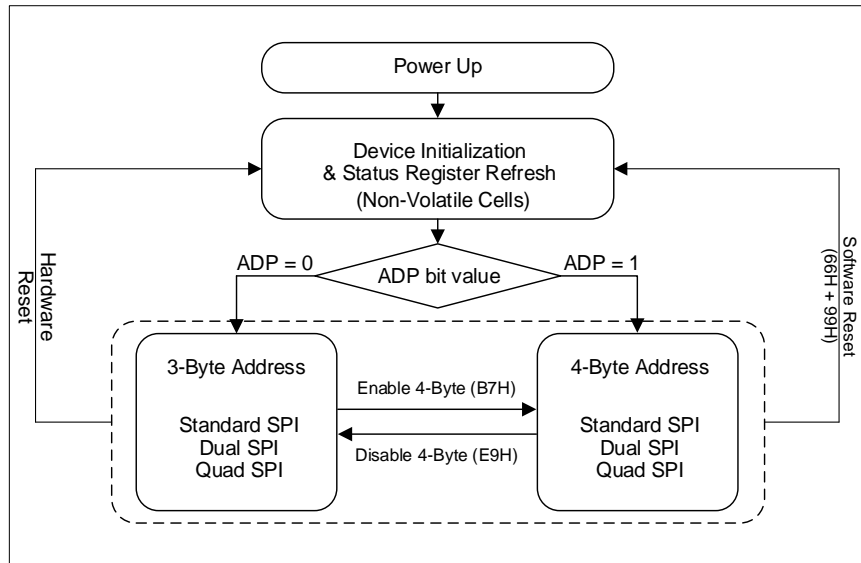 Power Up
Device Initialization
& Status Register Refresh
(Non-Volatile Cells)
ADP = 0
ADP bit value
ADP = 1
Hardware
Reset
Software Reset
(66H + 99H)
3-Byte Address
Standard SPI
Dual SPI
Quad SPI
Enable 4-Byte (B7H)
Disable 4-Byte (E9H)
4-Byte Address
Standard SPI
Dual SPI
Quad SPI